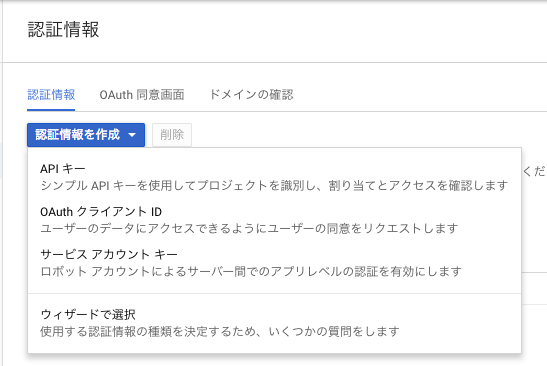 認証情報
認証情報 OAuth 同意画面 ドメインの確認
認証情報を作成 削除
API キー
シンプル API キーを使用してプロジェクトを識別し、割り当てとアクセスを確認します
くだ
OAuth クライアント ID
ユーザーのデータにアクセスできるようにユーザーの同意をリクエストします
サービス アカウント キー
ロボット アカウントによるサーバー間でのアプリレベルの認証を有効にします
ウィザードで選択
使用する認証情報の種類を決定するため、いくつかの質問をします